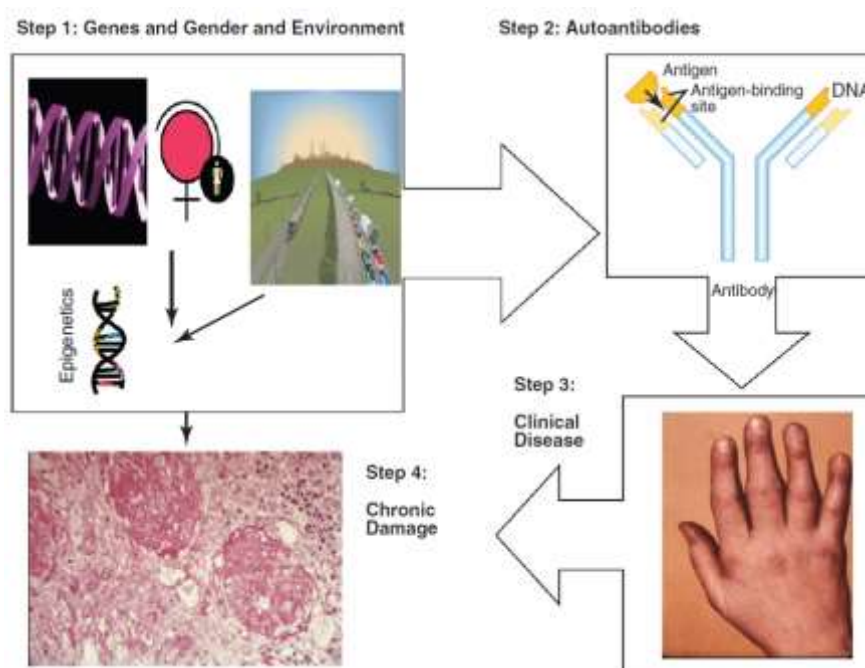 Step 1: Genes and Gender and Environment
Epigenetics
Step 2: Autoantibodies
Antigen
Antigen-binding
site
DNA
Antibody
Step 3:
Clinical
Disease
Step 4:
Chronic
Damage